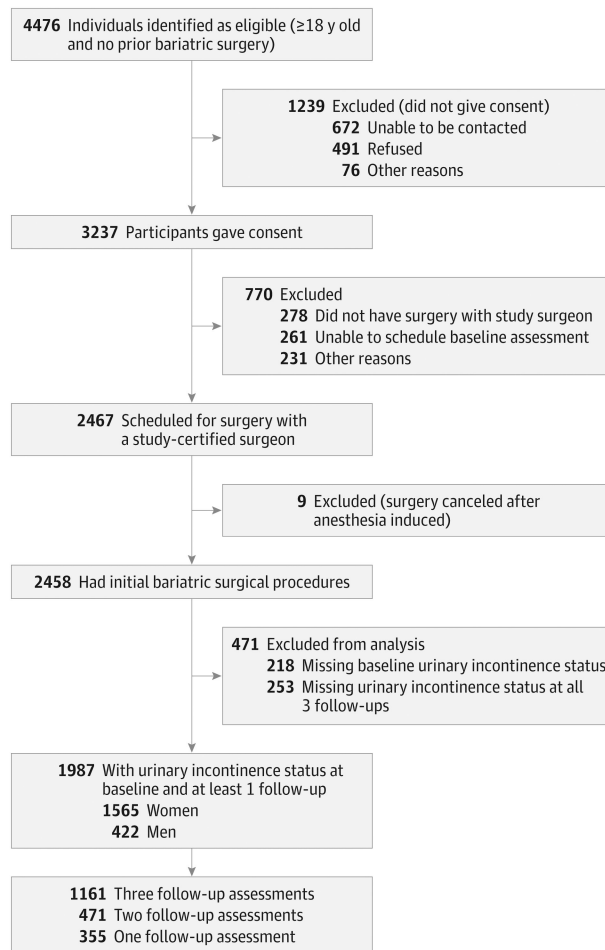 4476 Individuals identified as eligible (≥18 y old
and no prior bariatric surgery)
1239 Excluded (did not give consent)
672 Unable to be contacted
491 Refused
76 Other reasons
3237 Participants gave consent
770 Excluded
278 Did not have surgery with study surgeon
261 Unable to schedule baseline assessment
231 Other reasons
2467 Scheduled for surgery with
a study-certified surgeon
9 Excluded (surgery canceled after
anesthesia induced)
2458 Had initial bariatric surgical procedures
471 Excluded from analysis
218 Missing baseline urinary incontinence status
253 Missing urinary incontinence status at all
3 follow-ups
1987 With urinary incontinence status at
baseline and at least 1 follow-up
1565 Women
422 Men
1161 Three follow-up assessments
471 Two follow-up assessments
355 One follow-up assessment